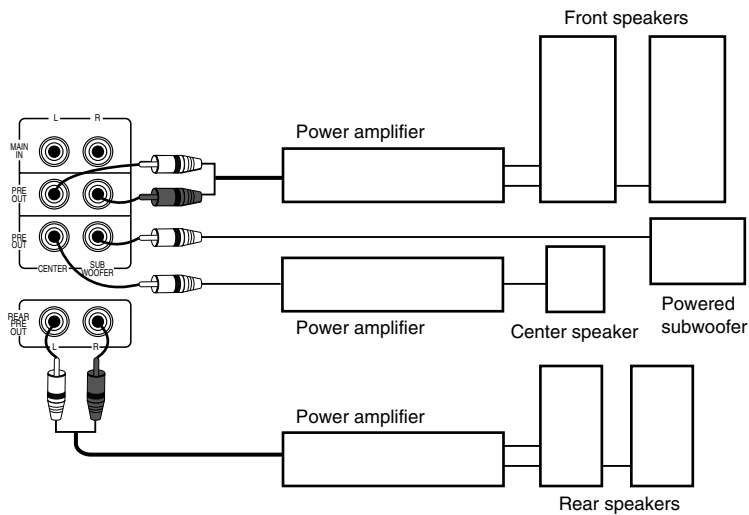 Front speakers
L R
MAIN
IN
Power amplifier
PRE
OUT
PRE
OUT
CENTER SUB
WOOFER
Power amplifier
Center speaker
Powered
subwoofer
REAR
PRE
OUT
L R
Power amplifier
Rear speakers